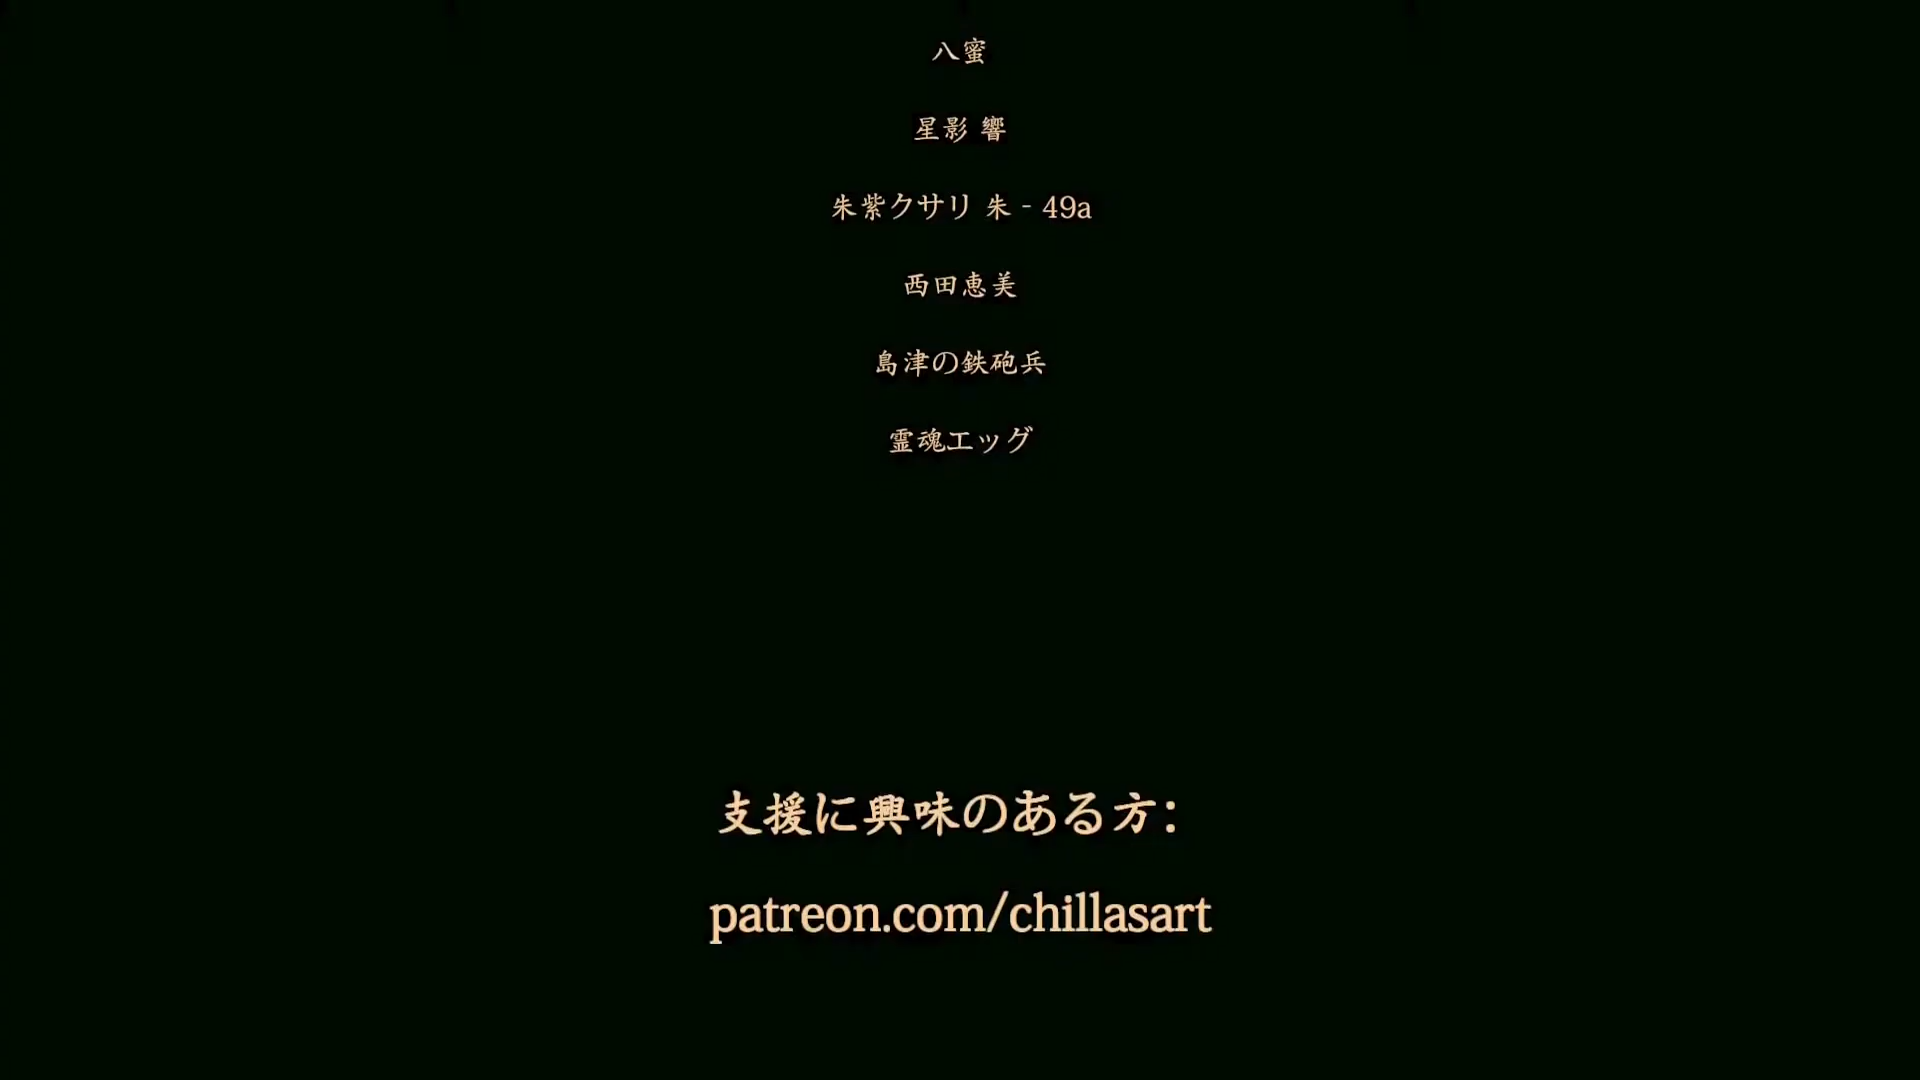 八蜜
星影 響
朱紫クサリ 朱 - 49a
西田恵美
島津の鉄砲兵
霊魂エッグ
支援に興味のある方:
patreon.com/chillasart